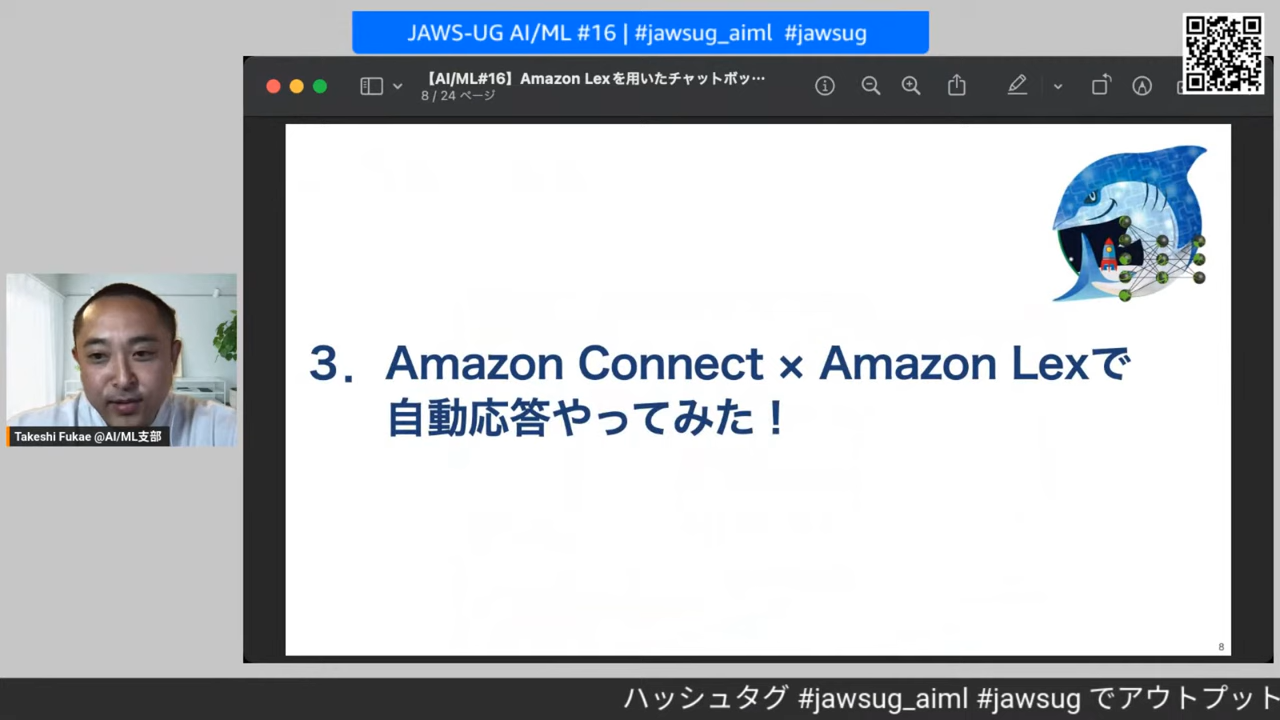 JAWS-UG AI/ML #16 | #jawsug_aiml #jawsug
【AI/ML#16】Amazon Lexを用いたチャットボッ…
8 / 24 ページ
3. Amazon Connect × Amazon Lexで
自動応答やってみた！
8
Takeshi Fukae @AI/ML支部
ハッシュタグ #jawsug_aiml #jawsug でアウトプット